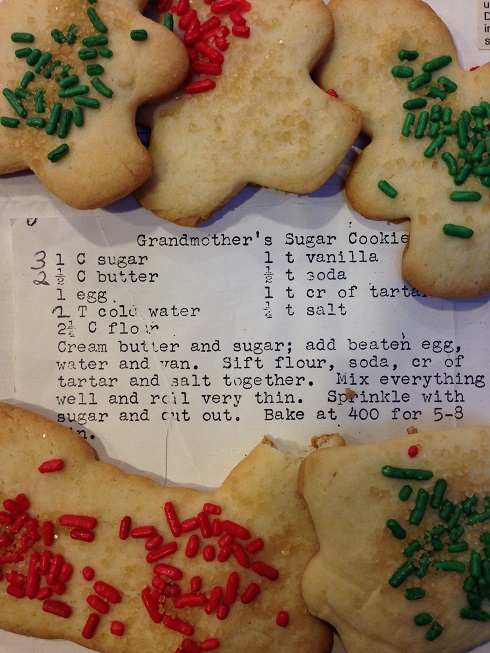 Grandmother's Sugar Cookie
3 1 C sugar 1 t vanilla
2 ½ C butter ½ t soda
1 egg ½ t cr of tarta
2 T cold water ¼ t salt
2¼ C flour
Cream butter and sugar; add beaten egg,
water and van. Sift flour, soda, cr of
tartar and salt together. Mix everything
well and roll very thin. Sprinkle with
sugar and cut out. Bake at 400 for 5-8